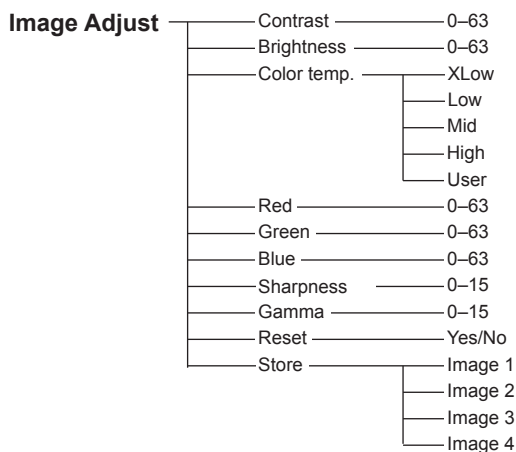 Image Adjust Contrast 0–63
Brightness 0–63
Color temp. XLow
Low
Mid
High
User
Red 0–63
Green 0–63
Blue 0–63
Sharpness 0–15
Gamma 0–15
Reset Yes/No
Store Image 1
Image 2
Image 3
Image 4